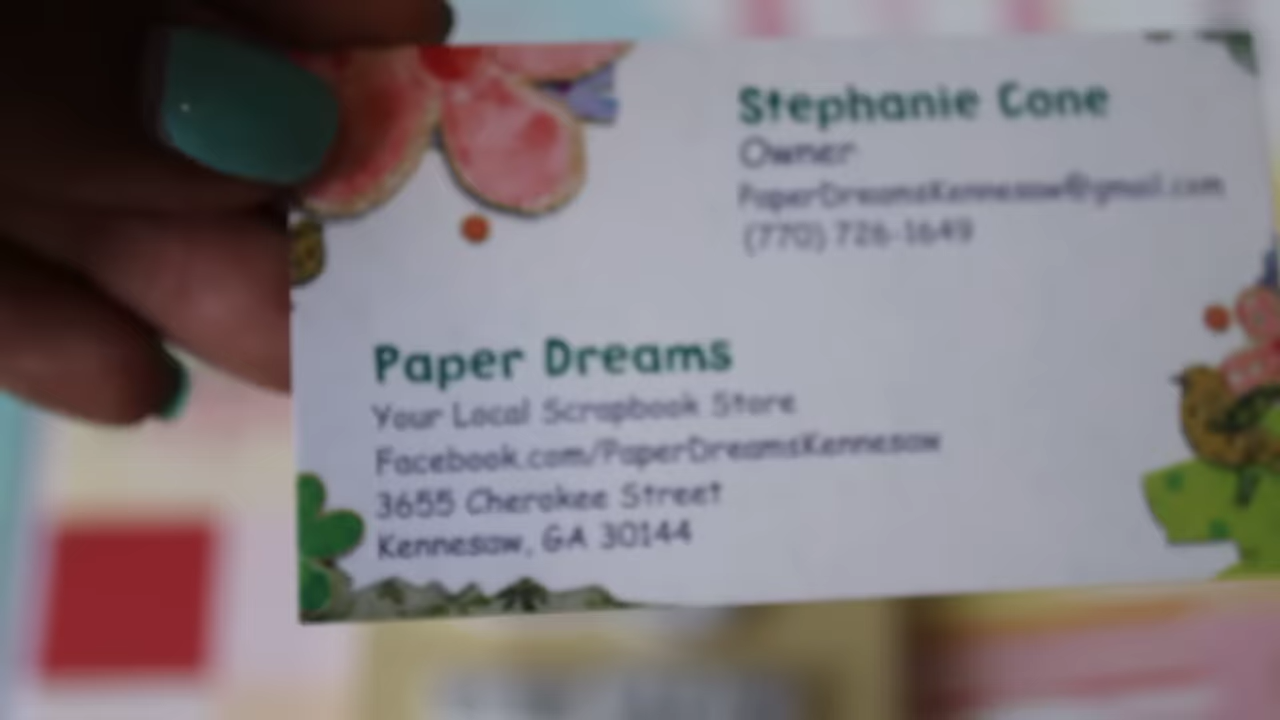 Stephanie Cone
Owner
PaperDreamsKennesaw@gmail.com
(770) 726-1649
Paper Dreams
Your Local Scrapbook Store
Facebook.com/PaperDreamsKennesaw
3655 Cherokee Street
Kennesaw, GA 30144